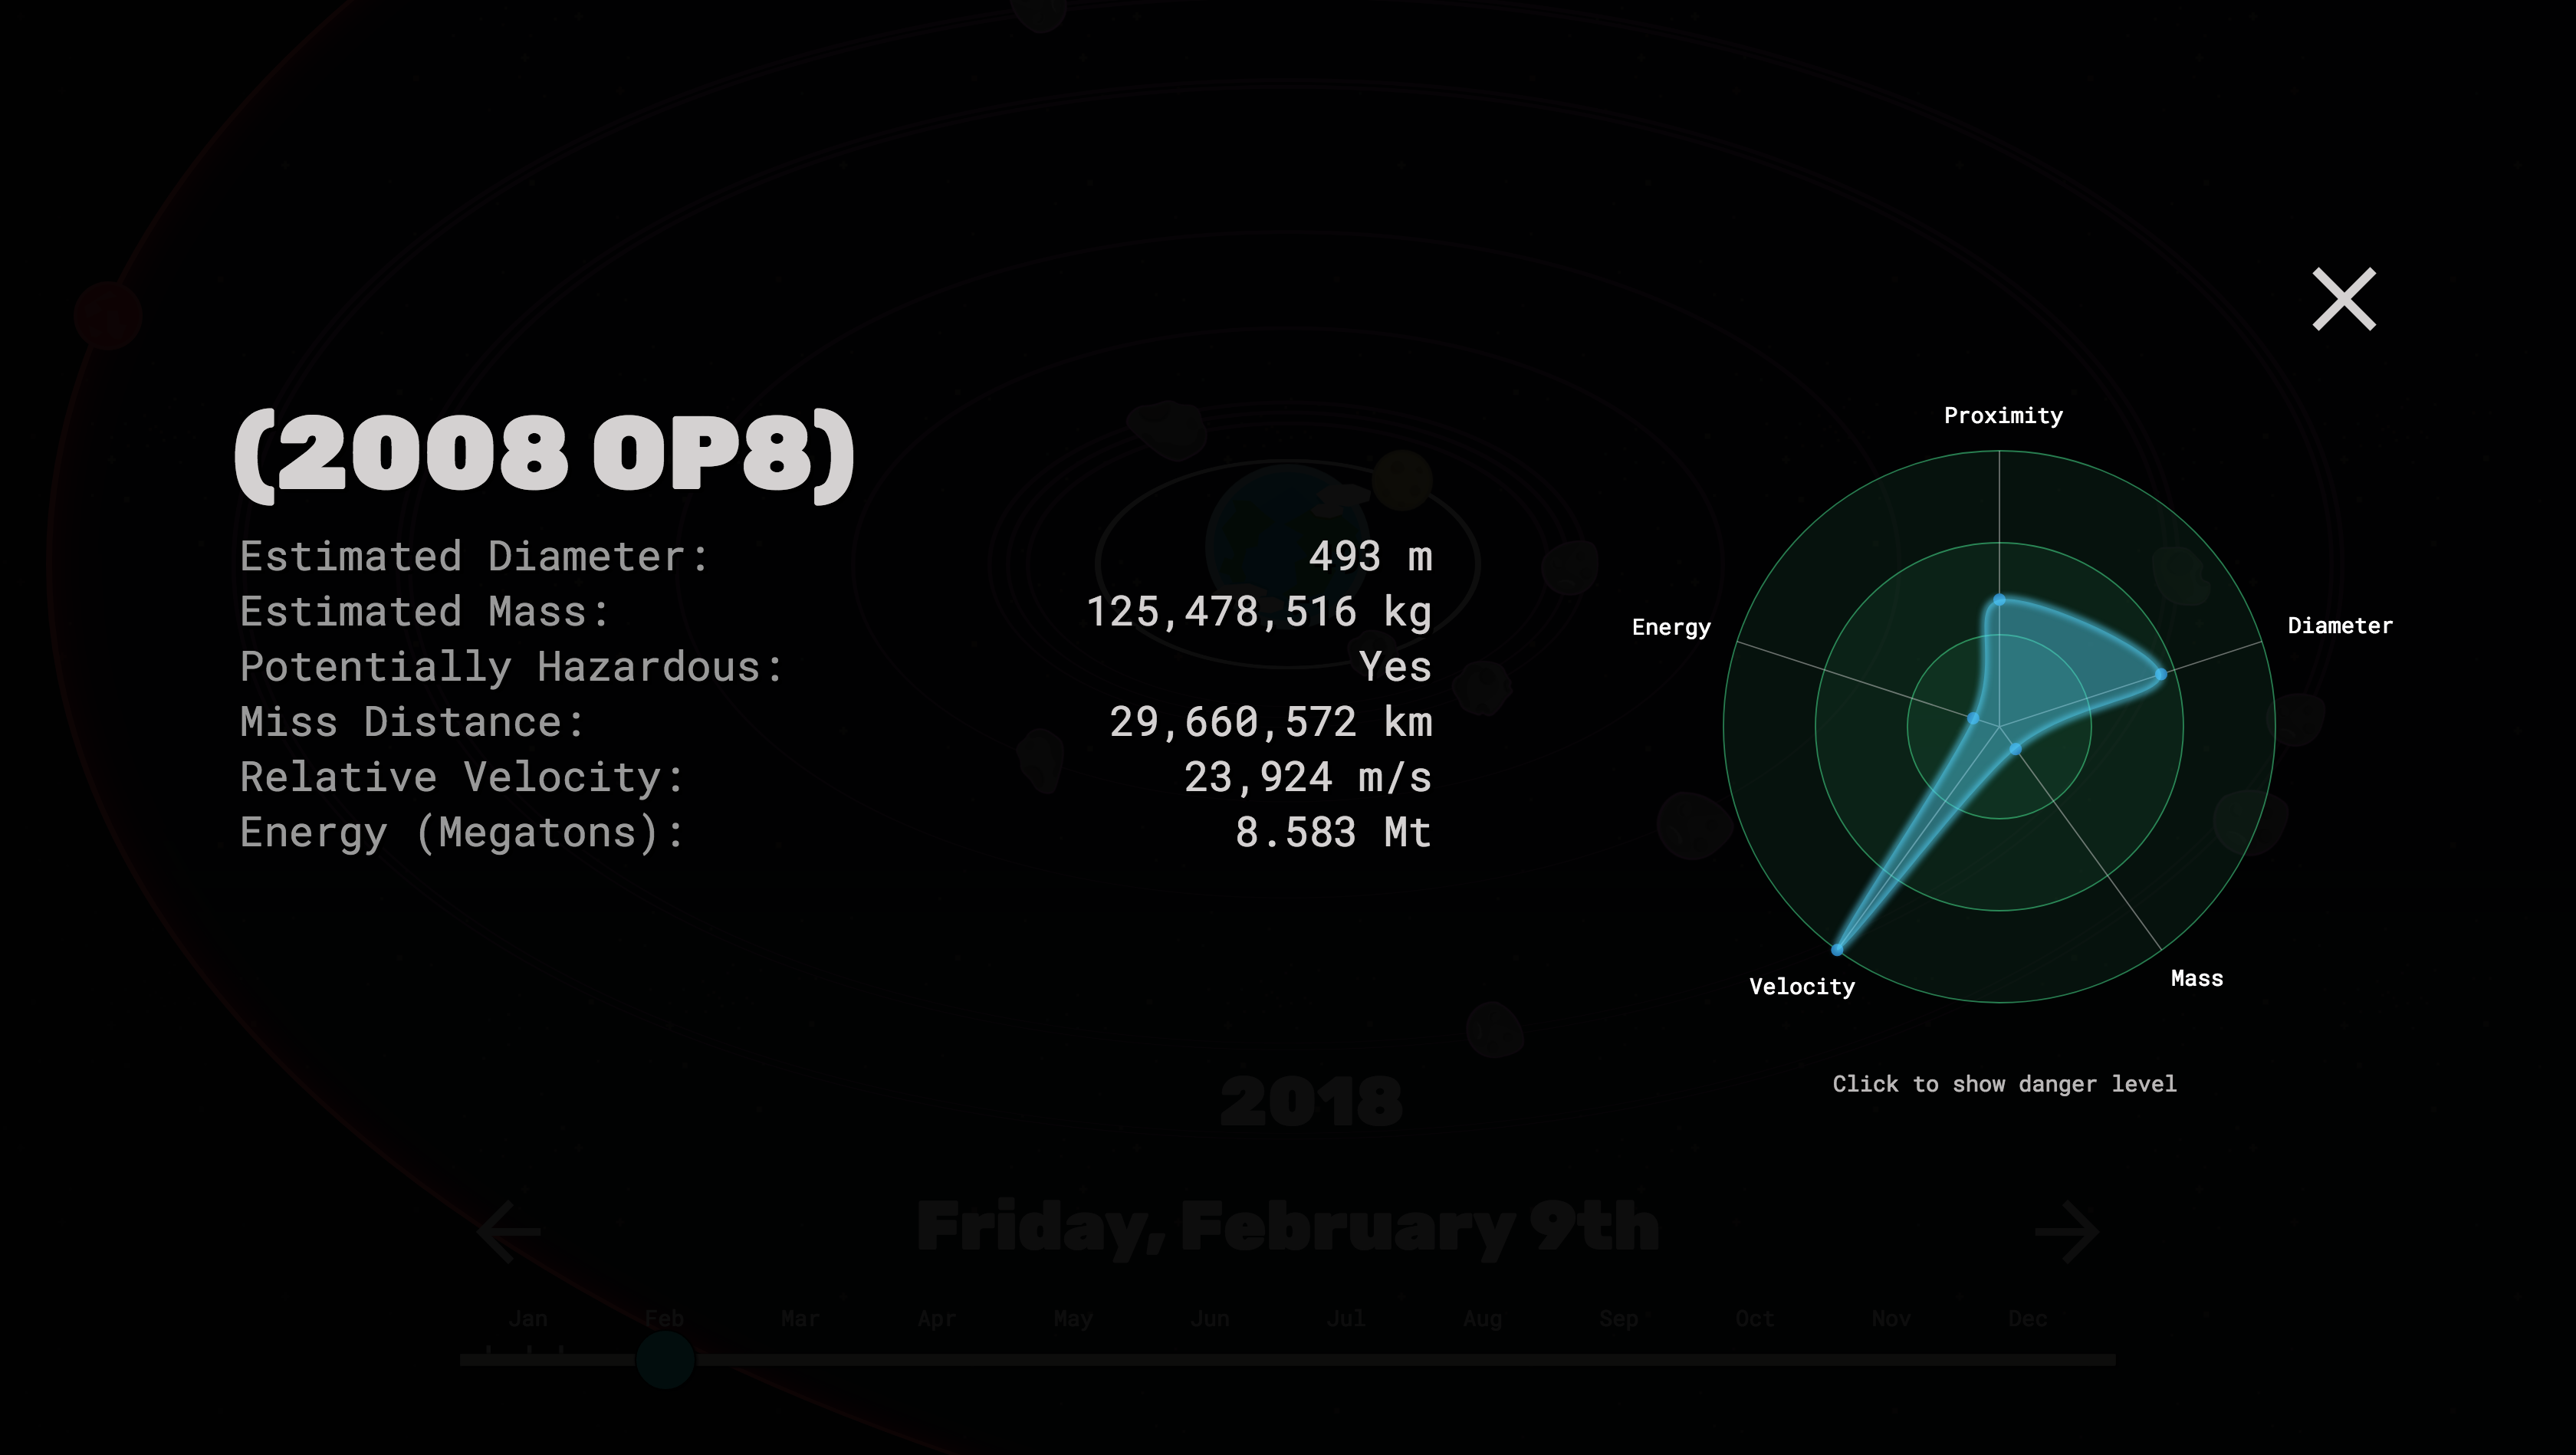 (2008 OP8)
Estimated Diameter: 493 m
Estimated Mass: 125,478,516 kg
Potentially Hazardous: Yes
Miss Distance: 29,660,572 km
Relative Velocity: 23,924 m/s
Energy (Megatons): 8.583 Mt
Proximity
Diameter
Energy
Mass
Velocity
Click to show danger level
2018
Friday, February 9th
Jan Feb Mar Apr May Jun Jul Aug Sep Oct Nov Dec